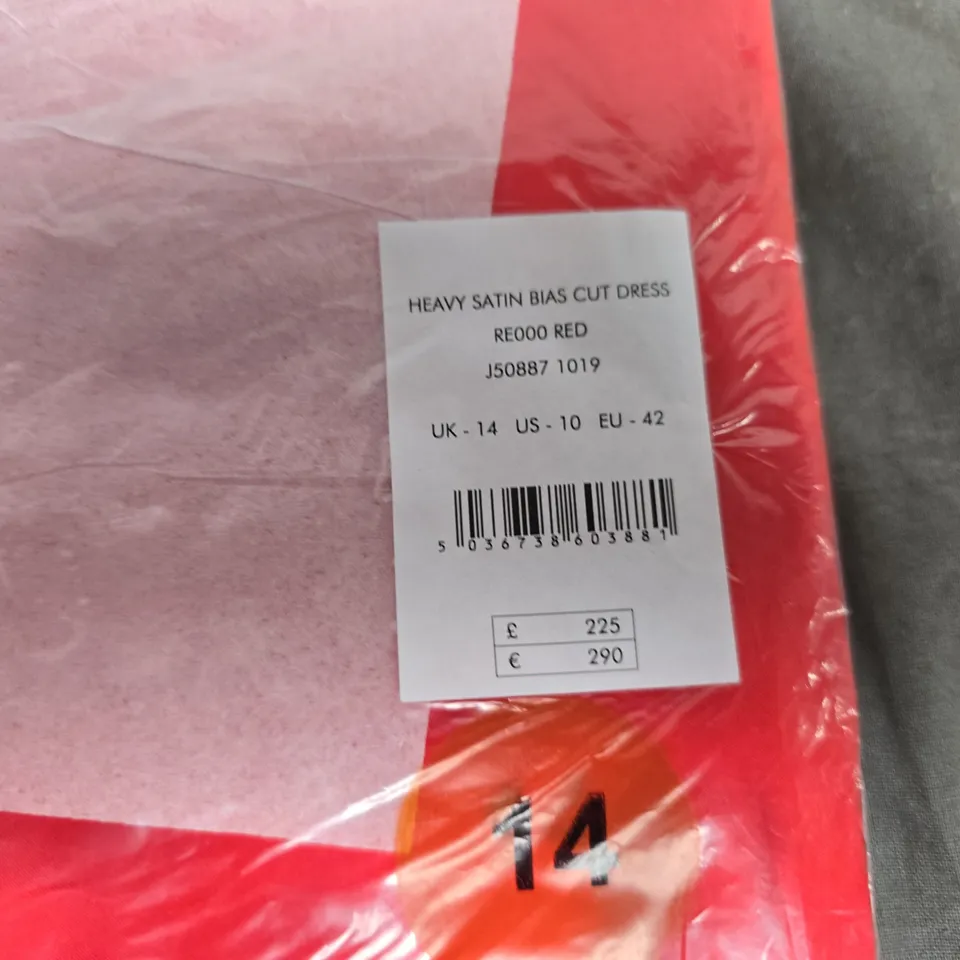 HEAVY SATIN BIAS CUT DRESS
RE000 RED
J50887 1019
UK - 14 US - 10 EU - 42
5 036738 603881
£ 225
€ 290
14